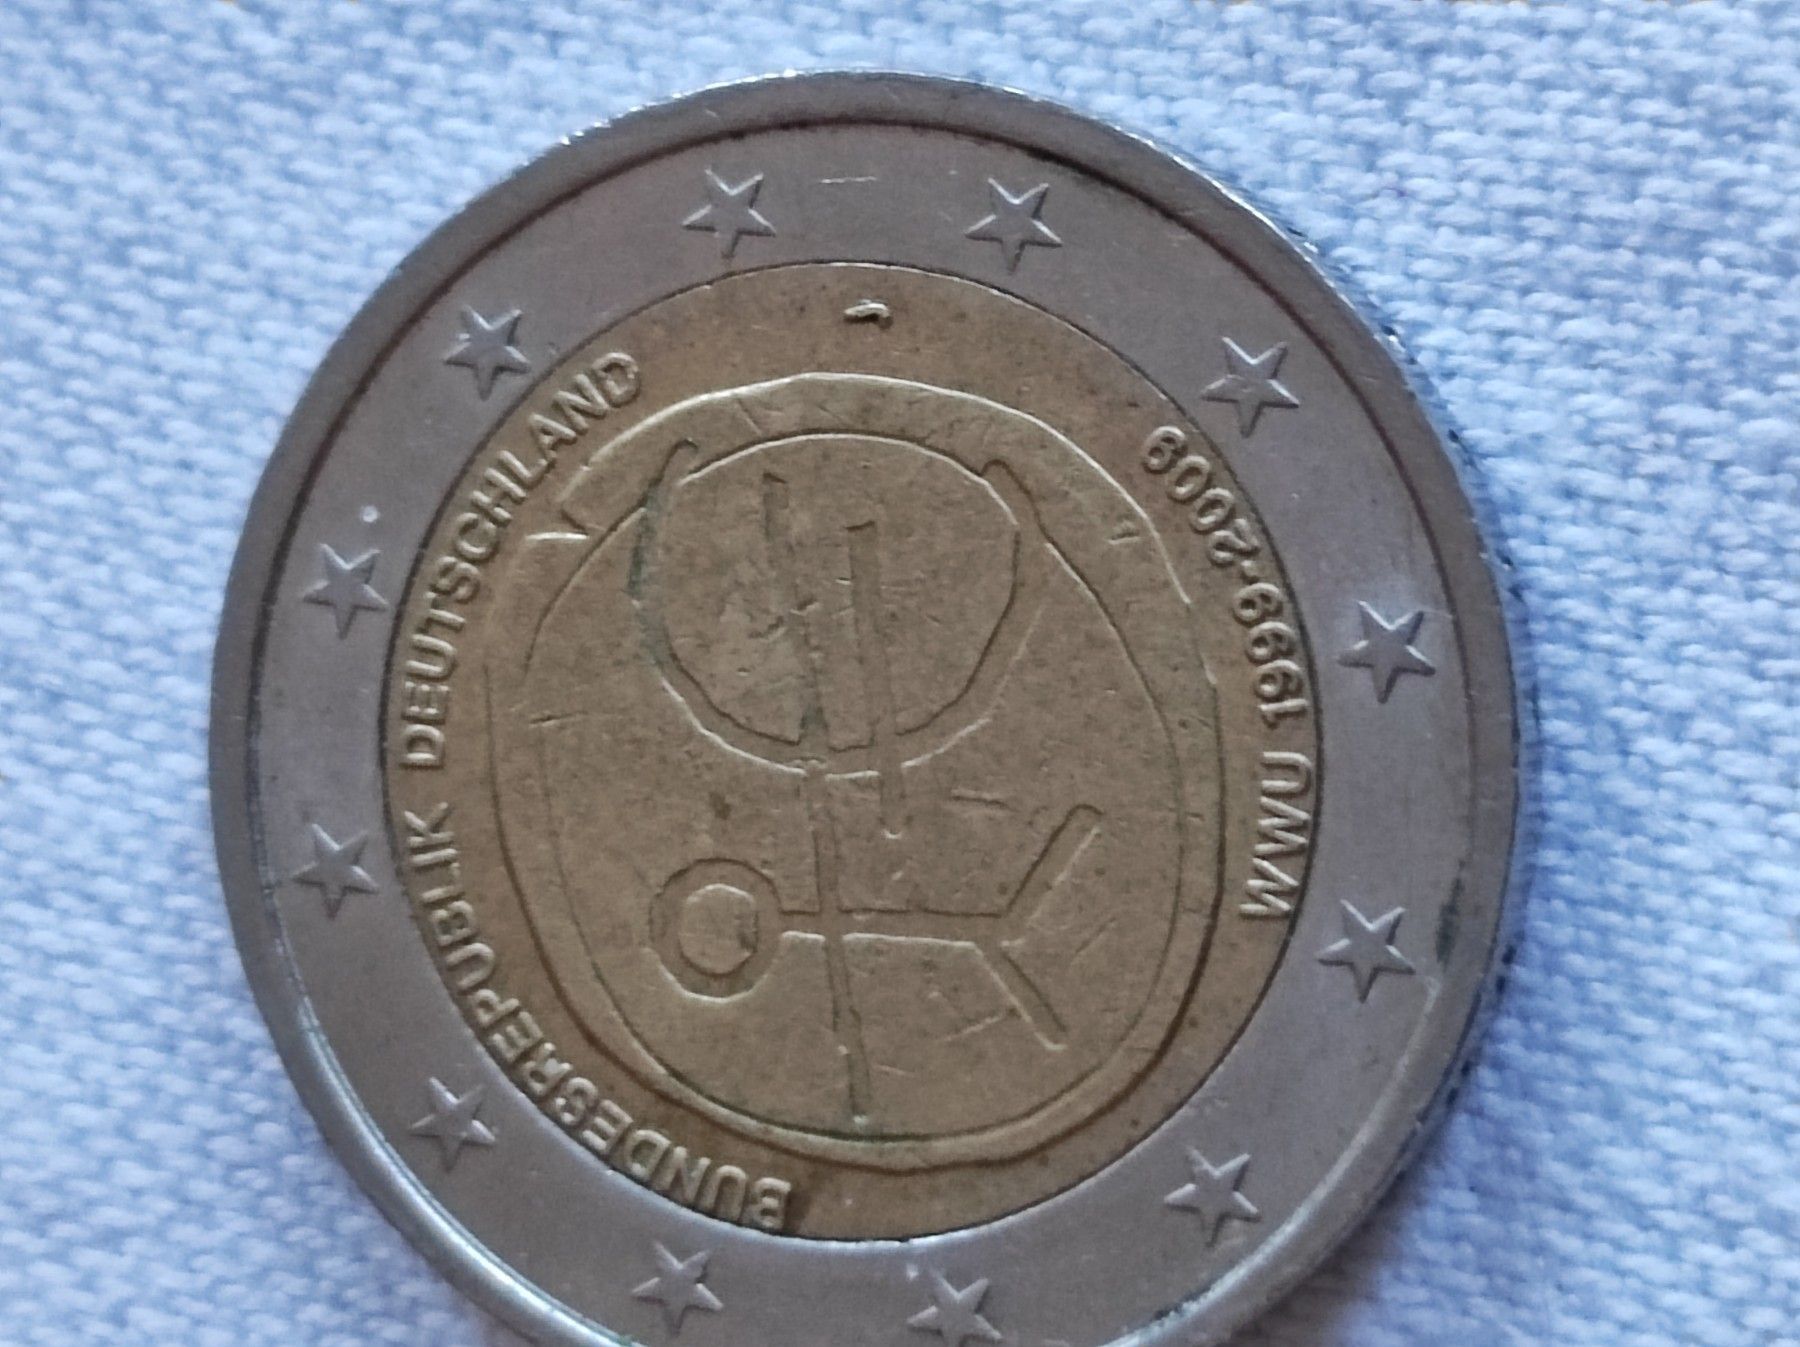 BUNDESREPUBLIK DEUTSCHLAND
WWU 1999-2009